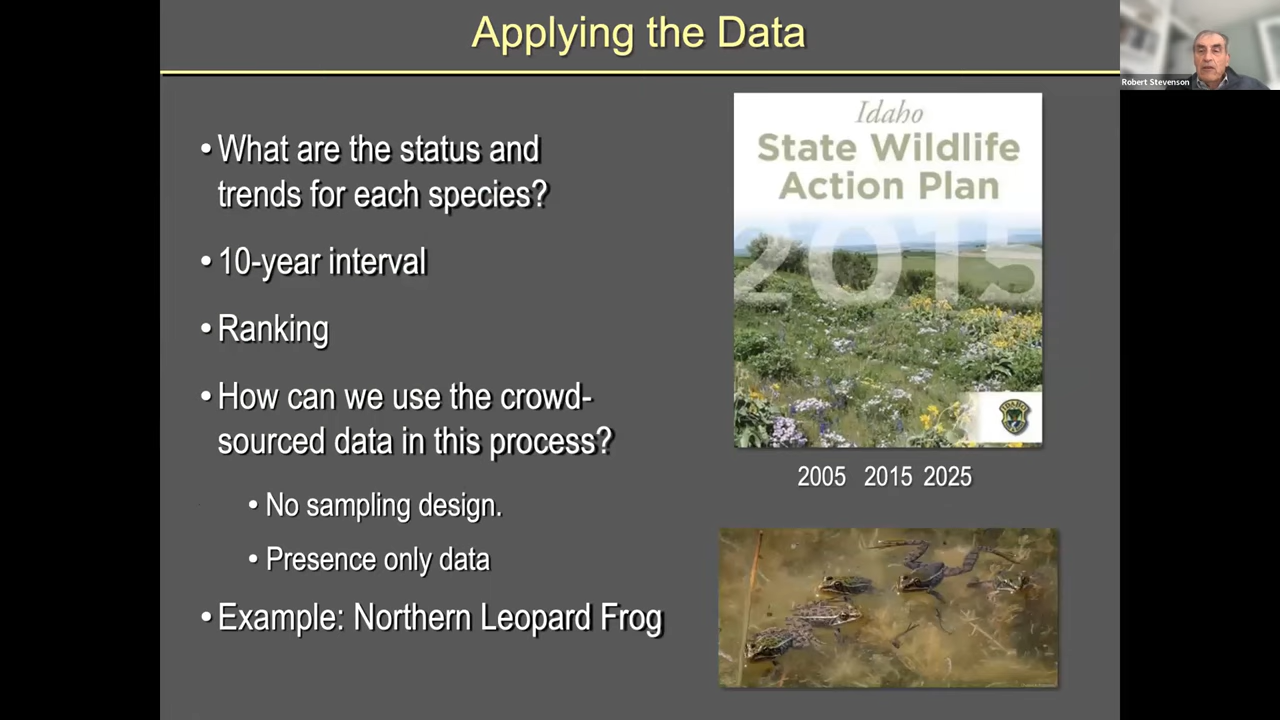 Applying the Data
Robert Stevenson
• What are the status and
trends for each species?
• 10-year interval
• Ranking
• How can we use the crowd-
sourced data in this process?
• No sampling design.
• Presence only data
• Example: Northern Leopard Frog
Idaho
State Wildlife
Action Plan
2015
IDAHO
2005 2015 2025